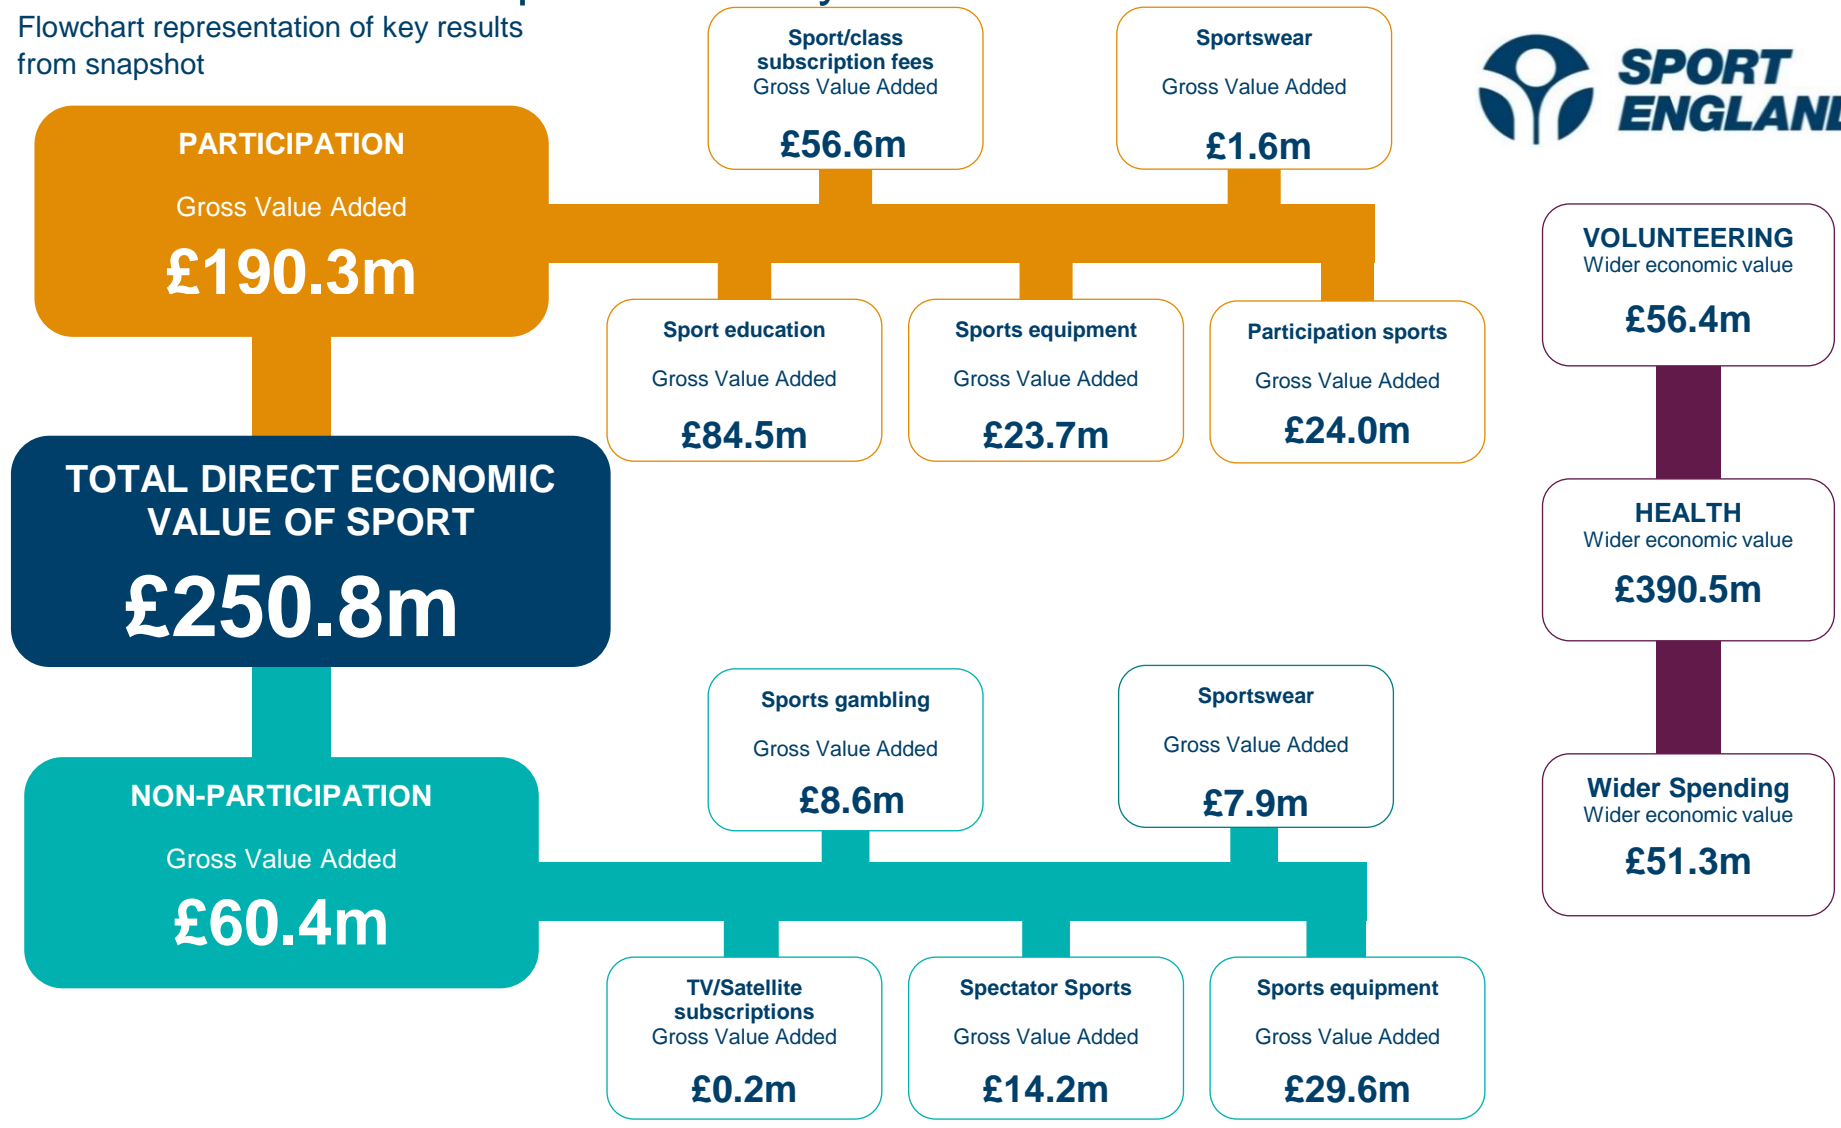 Flowchart representation of key results
from snapshot
SPORT
ENGLAND
PARTICIPATION
Gross Value Added
£190.3m
Sport/class
subscription fees
Gross Value Added
£56.6m
Sportswear
Gross Value Added
£1.6m
Sport education
Gross Value Added
£84.5m
Sports equipment
Gross Value Added
£23.7m
Participation sports
Gross Value Added
£24.0m
TOTAL DIRECT ECONOMIC
VALUE OF SPORT
£250.8m
NON-PARTICIPATION
Gross Value Added
£60.4m
Sports gambling
Gross Value Added
£8.6m
Sportswear
Gross Value Added
£7.9m
TV/Satellite
subscriptions
Gross Value Added
£0.2m
Spectator Sports
Gross Value Added
£14.2m
Sports equipment
Gross Value Added
£29.6m
VOLUNTEERING
Wider economic value
£56.4m
HEALTH
Wider economic value
£390.5m
Wider Spending
Wider economic value
£51.3m